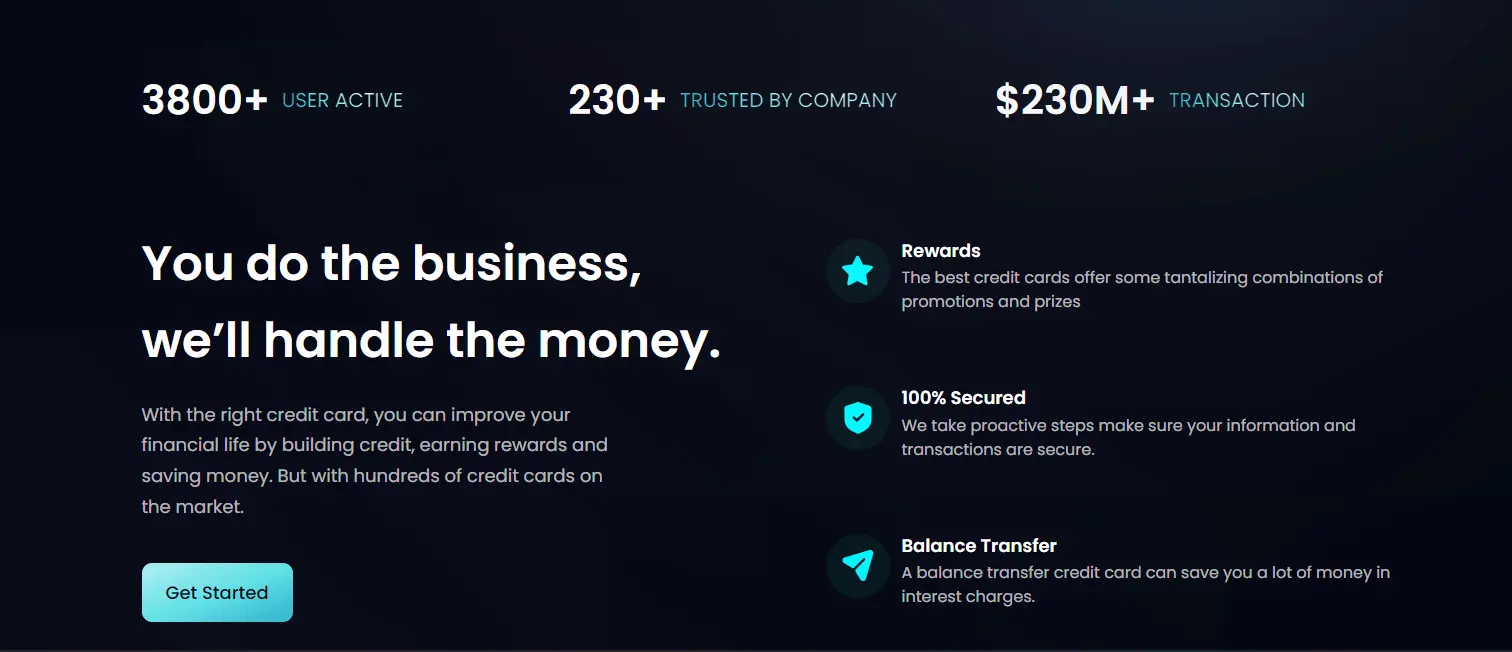 3800+ USER ACTIVE
230+ TRUSTED BY COMPANY
$230M+ TRANSACTION
You do the business,
we’ll handle the money.
With the right credit card, you can improve your
financial life by building credit, earning rewards and
saving money. But with hundreds of credit cards on
the market.
Get Started
Rewards
The best credit cards offer some tantalizing combinations of
promotions and prizes
100% Secured
We take proactive steps make sure your information and
transactions are secure.
Balance Transfer
A balance transfer credit card can save you a lot of money in
interest charges.